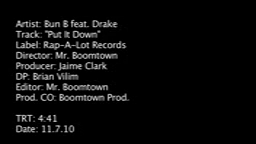 Artist: Bun B feat. Drake
Track: "Put It Down"
Label: Rap-A-Lot Records
Director: Mr. Boomtown
Producer: Jaime Clark
DP: Brian Vilim
Editor: Mr. Boomtown
Prod. CO: Boomtown Prod.
TRT: 4:41
Date: 11.7.10